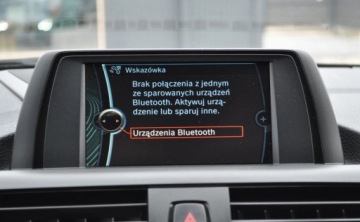 Wskazówka
Brak połączenia z jednym
ze sparowanych urządzeń
Bluetooth. Aktywuj urzą-
dzenie lub sparuj inne.
Urządzenia Bluetooth